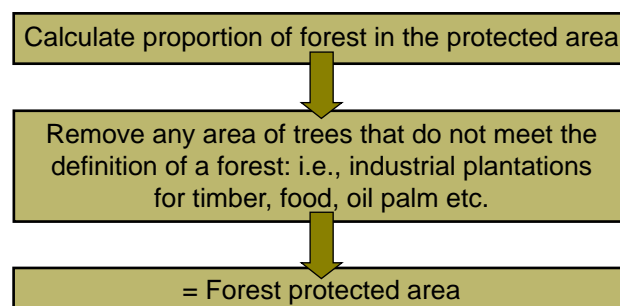 Calculate proportion of forest in the protected area
Remove any area of trees that do not meet the
definition of a forest: i.e., industrial plantations
for timber, food, oil palm etc.
= Forest protected area